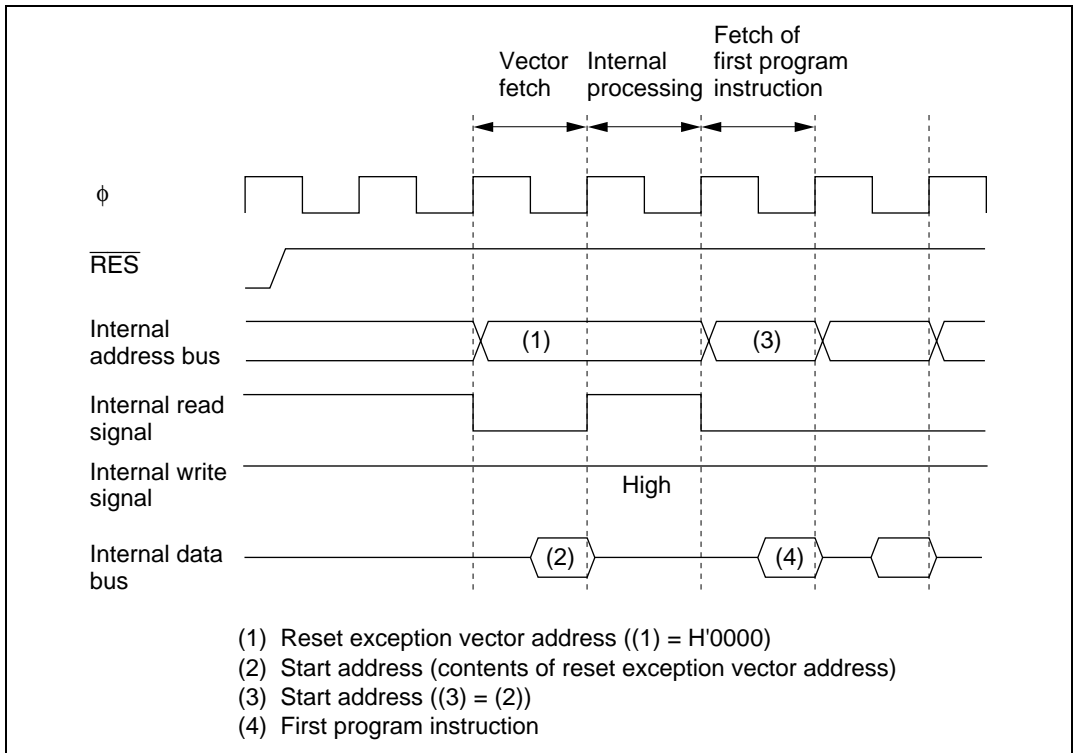 Vector fetch
Internal processing
Fetch of first program instruction
φ
RES
Internal address bus
(1)
(3)
Internal read signal
Internal write signal
High
Internal data bus
(2)
(4)
(1) Reset exception vector address ((1) = H'0000)
(2) Start address (contents of reset exception vector address)
(3) Start address ((3) = (2))
(4) First program instruction